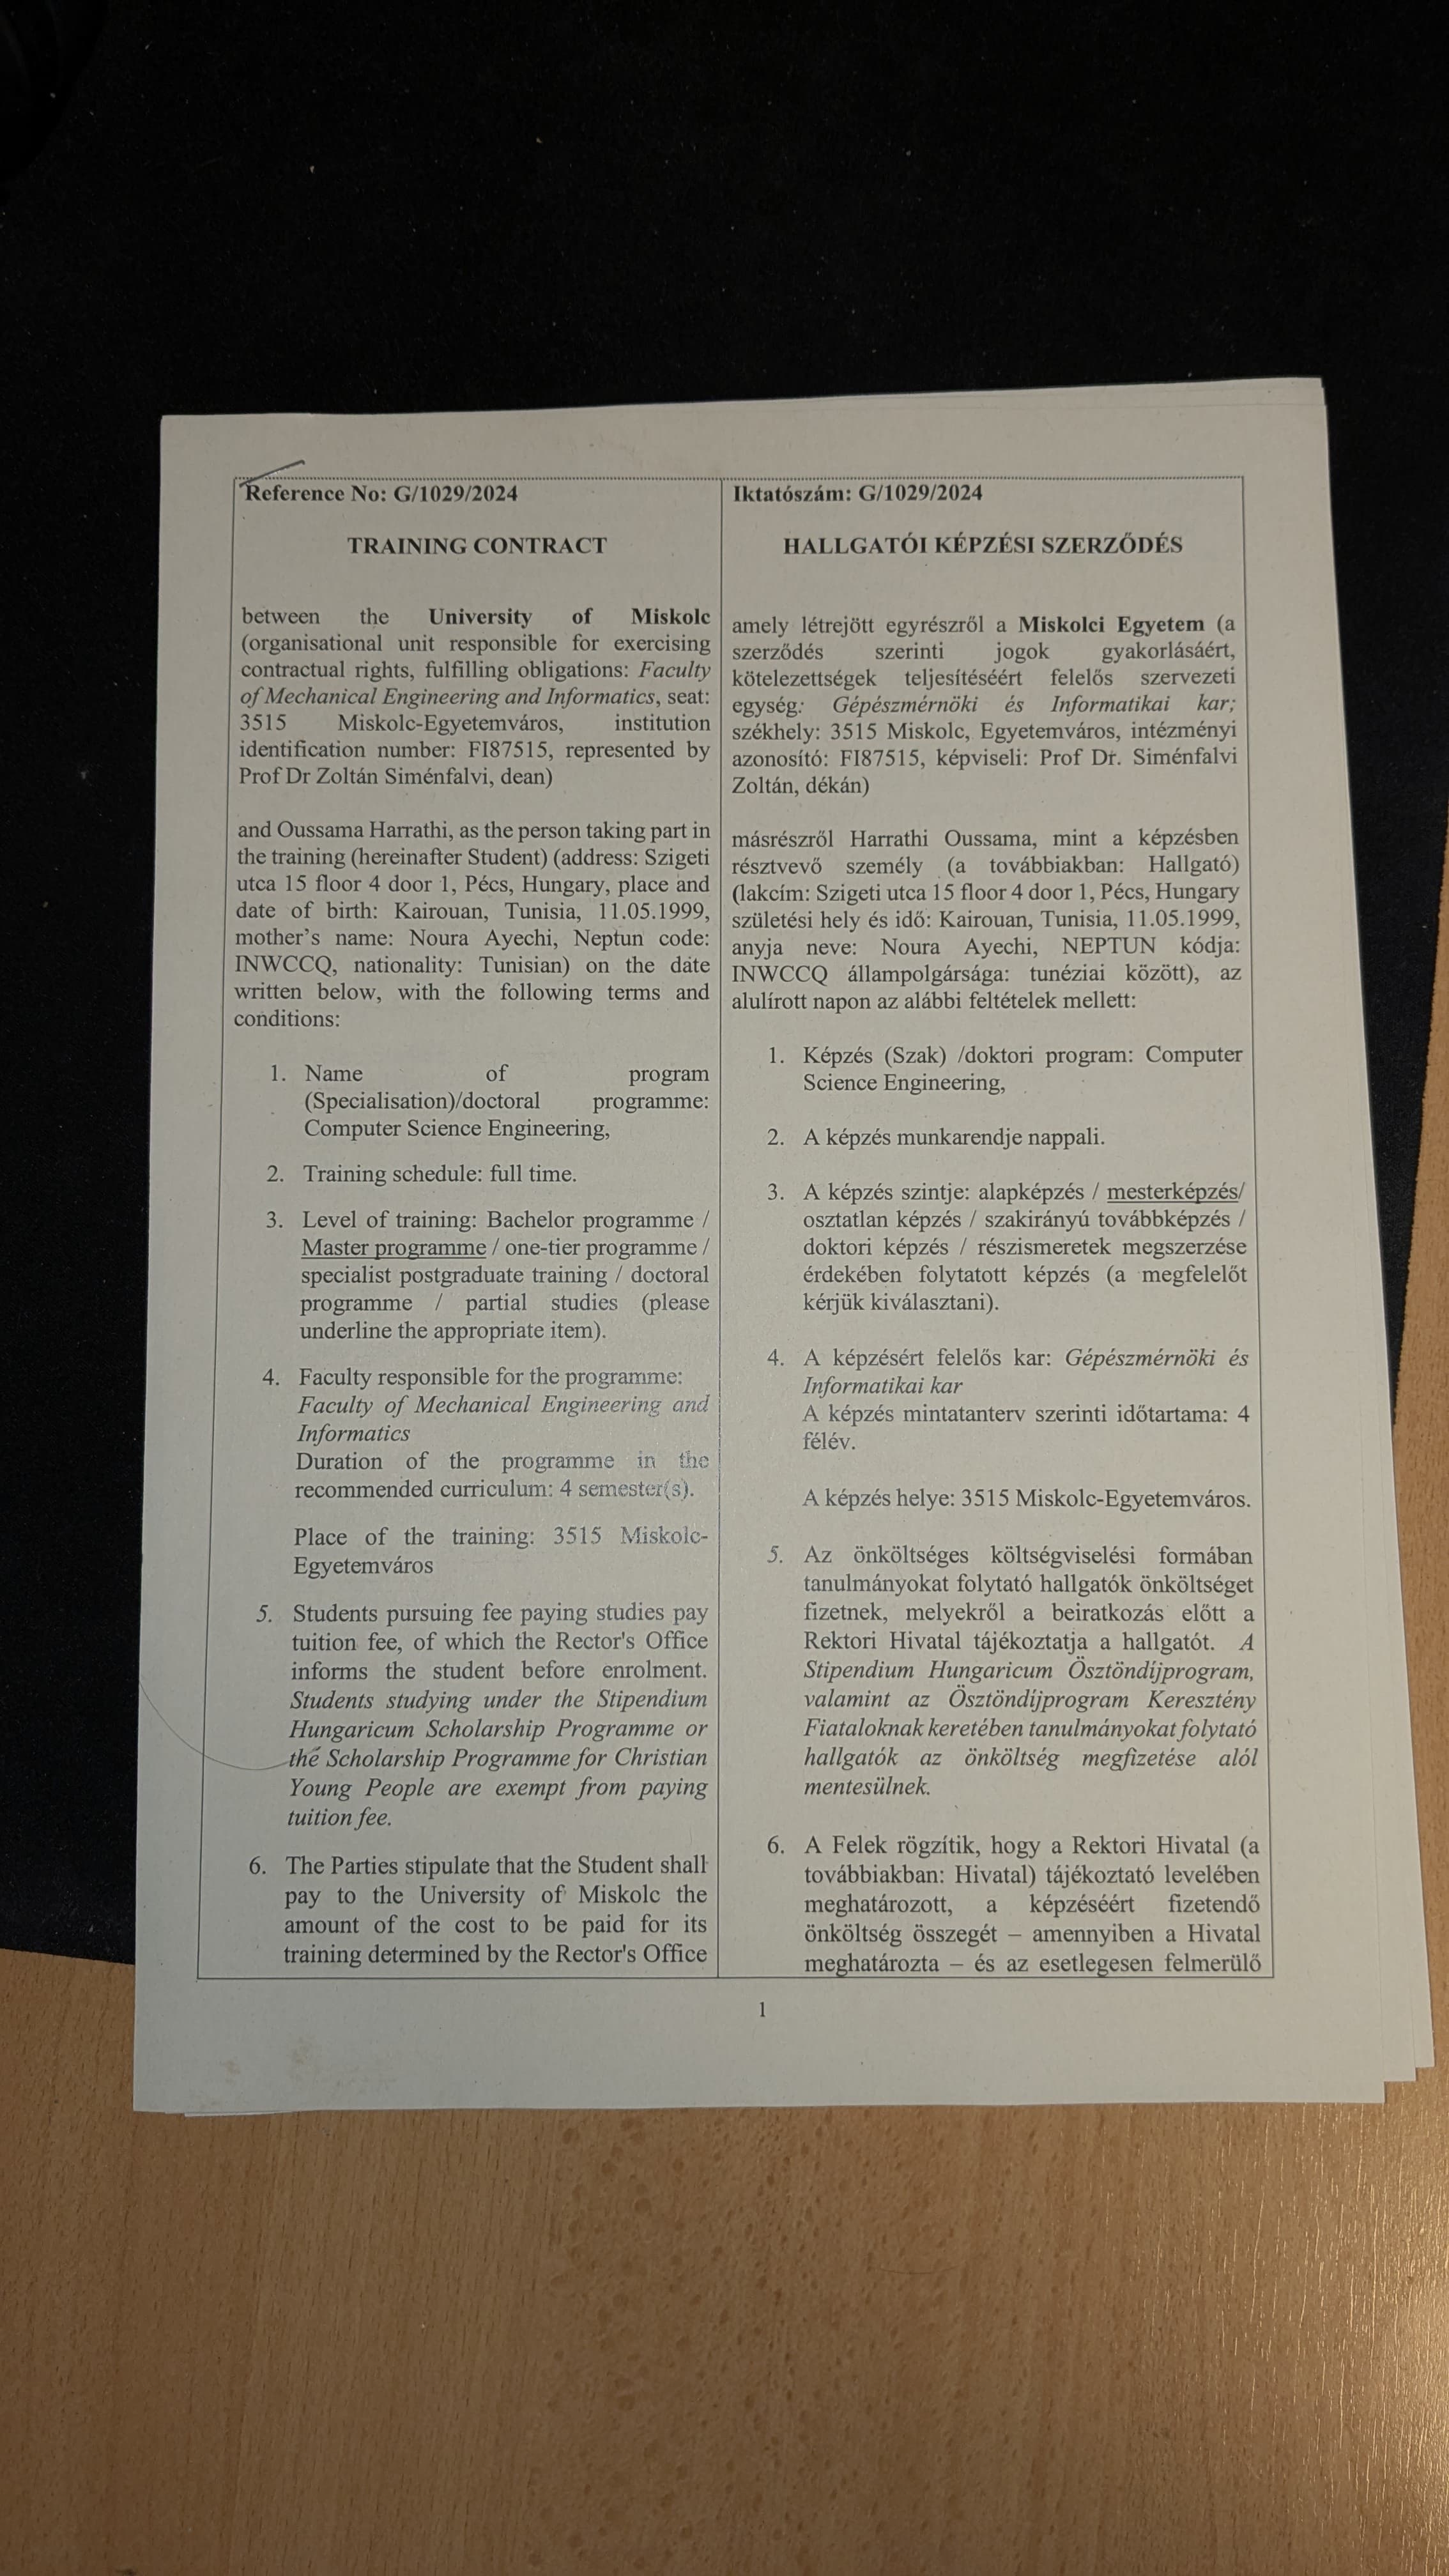 Reference No: G/1029/2024
TRAINING CONTRACT
between the University of Miskolc
(organisational unit responsible for exercising
contractual rights, fulfilling obligations: Faculty
of Mechanical Engineering and Informatics, seat:
3515 Miskolc-Egyetemváros, institution
identification number: FI87515, represented by
Prof Dr Zoltán Siménfalvi, dean)
and Oussama Harrathi, as the person taking part in
the training (hereinafter Student) (address: Szigeti
utca 15 floor 4 door 1, Pécs, Hungary, place and
date of birth: Kairouan, Tunisia, 11.05.1999,
mother's name: Noura Ayechi, Neptun code:
INWCCQ, nationality: Tunisian) on the date
written below, with the following terms and
conditions:
1. Name of program
(Specialisation)/doctoral programme:
Computer Science Engineering,
2. Training schedule: full time.
3. Level of training: Bachelor programme /
Master programme / one-tier programme /
specialist postgraduate training / doctoral
programme / partial studies (please
underline the appropriate item).
4. Faculty responsible for the programme:
Faculty of Mechanical Engineering and
Informatics
Duration of the programme in the
recommended curriculum: 4 semester(s).
Place of the training: 3515 Miskolc-
Egyetemváros
5. Students pursuing fee paying studies pay
tuition fee, of which the Rector's Office
informs the student before enrolment.
Students studying under the Stipendium
Hungaricum Scholarship Programme or
the Scholarship Programme for Christian
Young People are exempt from paying
tuition fee.
6. The Parties stipulate that the Student shall
pay to the University of Miskolc the
amount of the cost to be paid for its
training determined by the Rector's Office
Iktatószám: G/1029/2024
HALLGATÓI KÉPZÉSI SZERZŐDÉS
amely létrejött egyrészről a Miskolci Egyetem (a
szerződés szerinti jogok gyakorlásáért,
kötelezettségek teljesítéséért felelős szervezeti
egység: Gépészmérnöki és Informatikai kar;
székhely: 3515 Miskolc, Egyetemváros, intézményi
azonosító: FI87515, képviseli: Prof Dr. Siménfalvi
Zoltán, dékán)
másrészről Harrathi Oussama, mint a képzésben
résztvevő személy (a továbbiakban: Hallgató)
(lakcím: Szigeti utca 15 floor 4 door 1, Pécs, Hungary
születési hely és idő: Kairouan, Tunisia, 11.05.1999,
anyja neve: Noura Ayechi, NEPTUN kódja:
INWCCQ állampolgársága: tunéziai között), az
alulírott napon az alábbi feltételek mellett:
1. Képzés (Szak) /doktori program: Computer
Science Engineering,
2. A képzés munkarendje nappali.
3. A képzés szintje: alapképzés / mesterképzés/
osztatlan képzés / szakirányú továbbképzés /
doktori képzés / részismeretek megszerzése
érdekében folytatott képzés (a megfelelőt
kérjük kiválasztani).
4. A képzésért felelős kar: Gépészmérnöki és
Informatikai kar
A képzés mintatanterv szerinti időtartama: 4
félév.
A képzés helye: 3515 Miskolc-Egyetemváros.
5. Az önköltséges költségviselési formában
tanulmányokat folytató hallgatók önköltséget
fizetnek, melyekről a beiratkozás előtt a
Rektori Hivatal tájékoztatja a hallgatót. A
Stipendium Hungaricum Ösztöndíjprogram,
valamint az Ösztöndíjprogram Keresztény
Fiataloknak keretében tanulmányokat folytató
hallgatók az önköltség megfizetése alól
mentesülnek.
6. A Felek rögzítik, hogy a Rektori Hivatal (a
továbbiakban: Hivatal) tájékoztató levelében
meghatározott, a képzéséért fizetendő
önköltség összegét – amennyiben a Hivatal
meghatározta – és az esetlegesen felmerülő
1